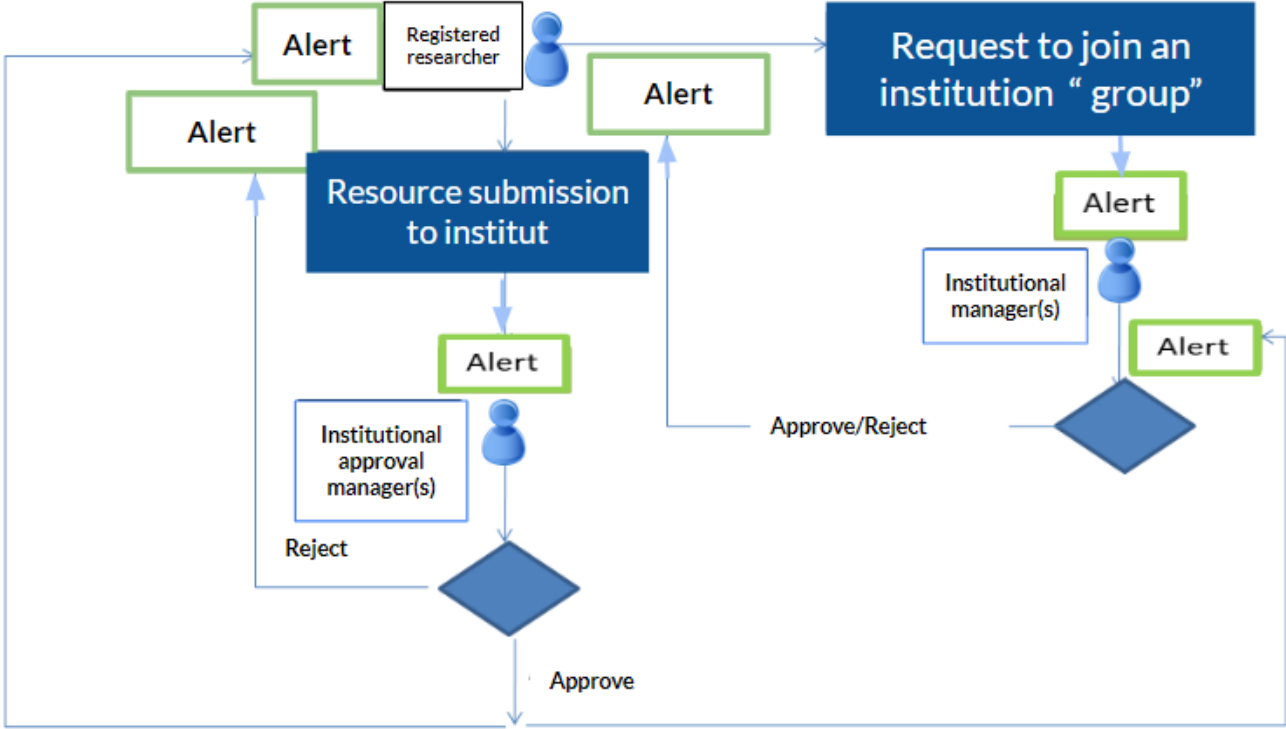 Alert
Registered
researcher
Request to join an
institution “ group”
Alert
Alert
Resource submission
to institut
Alert
Institutional
manager(s)
Alert
Alert
Institutional
approval
manager(s)
Approve/Reject
Reject
Approve